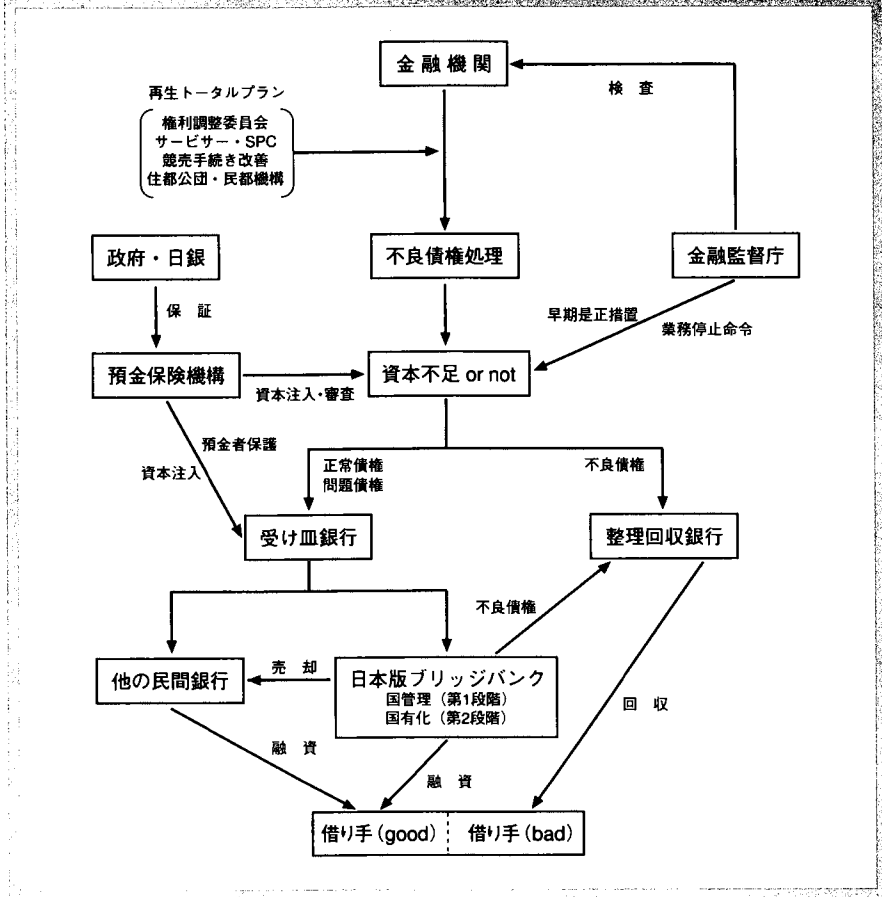 金融機関
検 査
再生トータルプラン
権利調整委員会
サービサー・SPC
競売手続き改善
住都公団・民都機構
政府・日銀
不良債権処理
金融監督庁
保 証
早期是正措置
業務停止命令
預金保険機構
資本注入・審査
資本不足 or not
預金者保護
資本注入
正常債権
問題債権
不良債権
受け皿銀行
整理回収銀行
不良債権
他の民間銀行
売 却
日本版ブリッジバンク
国管理(第1段階)
国有化(第2段階)
回 収
融 資
融 資
借り手(good)
借り手(bad)